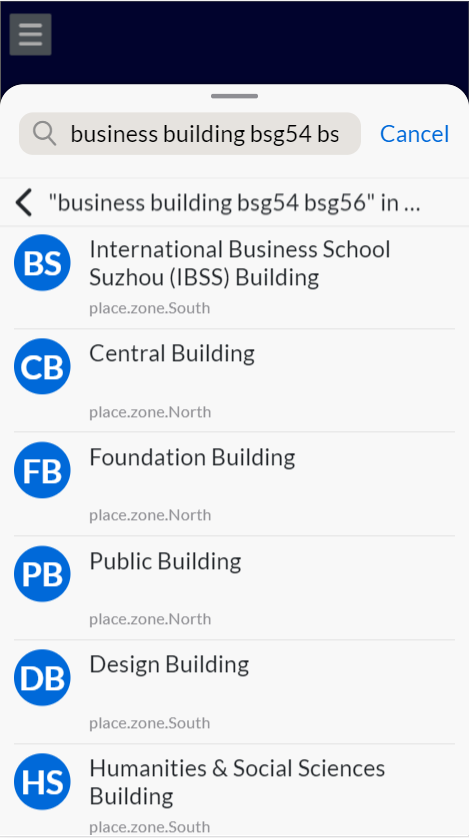 business building bsg54 bs
Cancel
"business building bsg54 bsg56" in ...
BS
International Business School
Suzhou (IBSS) Building
place.zone.South
CB
Central Building
place.zone.North
FB
Foundation Building
place.zone.North
PB
Public Building
place.zone.North
DB
Design Building
place.zone.South
HS
Humanities & Social Sciences
Building
place.zone.South